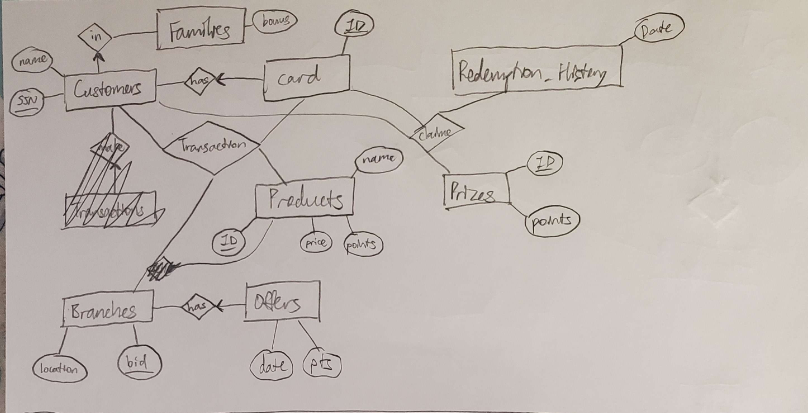 in
Families
bonus
ID
Date
name
Customers
has
card
Redemption_History
SSN
claime
Transaction
name
Products
Prizes
ID
points
Transactions
ID
price
points
Branches
has
Offers
location
bid
date
pts